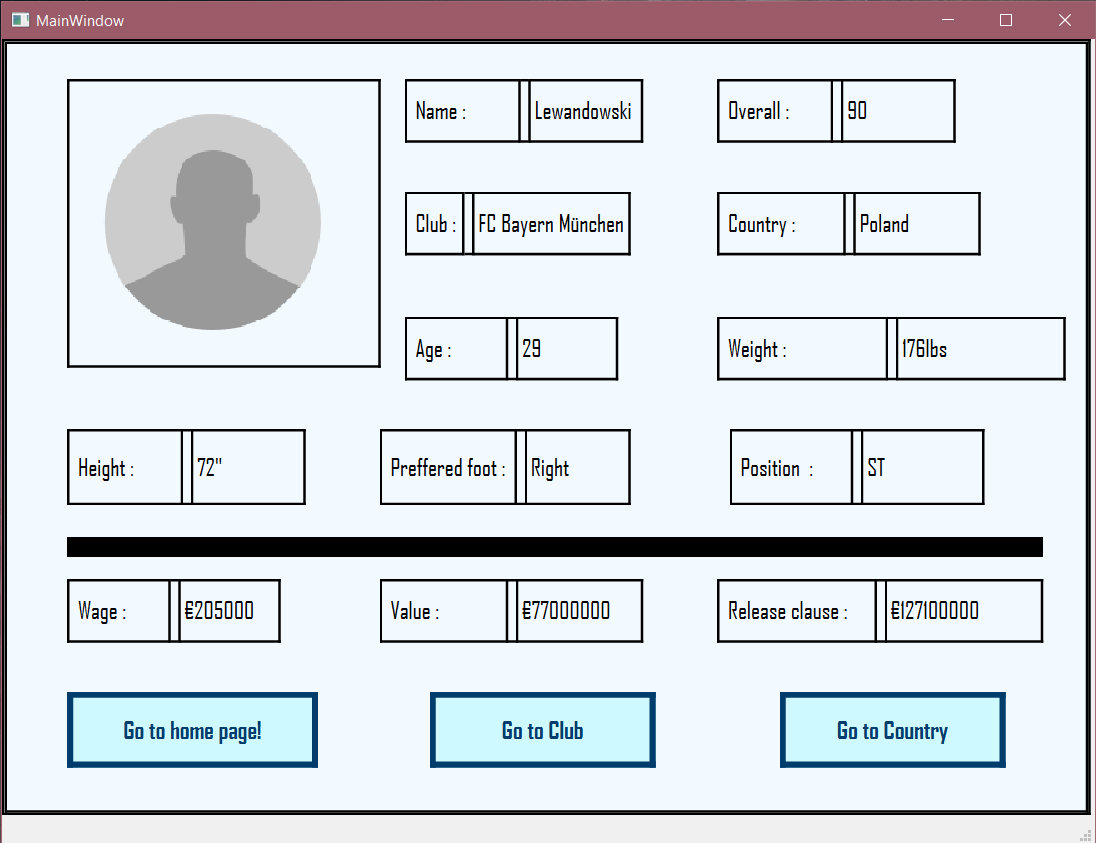 MainWindow
Name : Lewandowski Overall : 90
Club : FC Bayern München Country : Poland
Age : 29 Weight : 176lbs
Height : 72" Preffered foot : Right Position : ST
Wage : €205000 Value : €77000000 Release clause : €127100000
Go to home page! Go to Club Go to Country